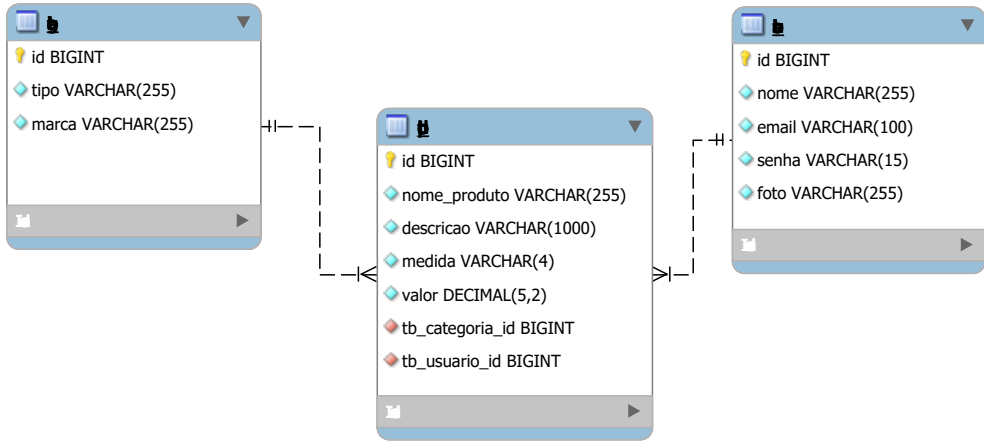 id BIGINT
tipo VARCHAR(255)
marca VARCHAR(255)
id BIGINT
nome_produto VARCHAR(255)
descricao VARCHAR(1000)
medida VARCHAR(4)
valor DECIMAL(5,2)
tb_categoria_id BIGINT
tb_usuario_id BIGINT
id BIGINT
nome VARCHAR(255)
email VARCHAR(100)
senha VARCHAR(15)
foto VARCHAR(255)